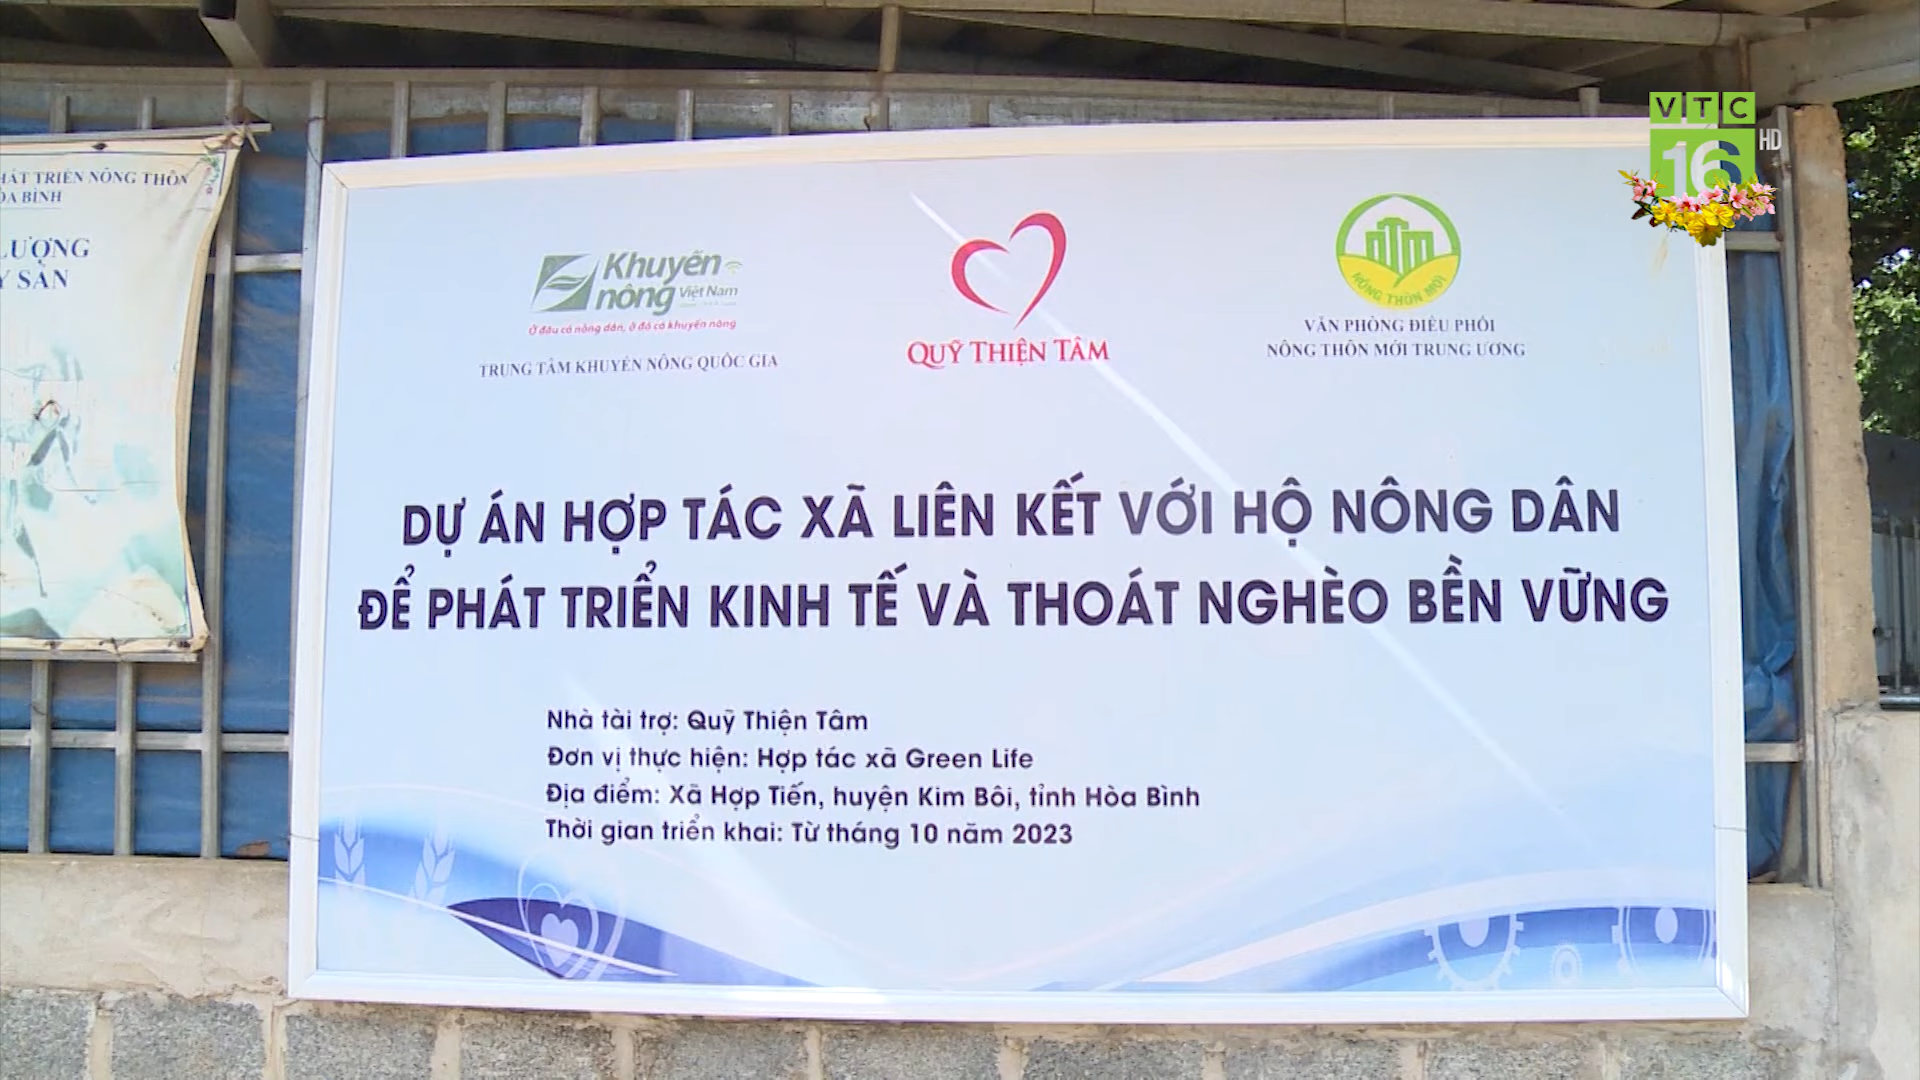 VTC
16 HD
HÁT TRIỂN NÔNG THÔN
ÒA BÌNH
LƯỢNG
Y SẢN
Khuyến
nông Việt Nam
Ở đâu có nông dân, ở đó có khuyến nông
TRUNG TÂM KHUYẾN NÔNG QUỐC GIA
QUỸ THIỆN TÂM
NTM
NÔNG THÔN MỚI
VĂN PHÒNG ĐIỀU PHỐI
NÔNG THÔN MỚI TRUNG ƯƠNG
DỰ ÁN HỢP TÁC XÃ LIÊN KẾT VỚI HỘ NÔNG DÂN
ĐỂ PHÁT TRIỂN KINH TẾ VÀ THOÁT NGHÈO BỀN VỮNG
Nhà tài trợ: Quỹ Thiện Tâm
Đơn vị thực hiện: Hợp tác xã Green Life
Địa điểm: Xã Hợp Tiến, huyện Kim Bôi, tỉnh Hòa Bình
Thời gian triển khai: Từ tháng 10 năm 2023